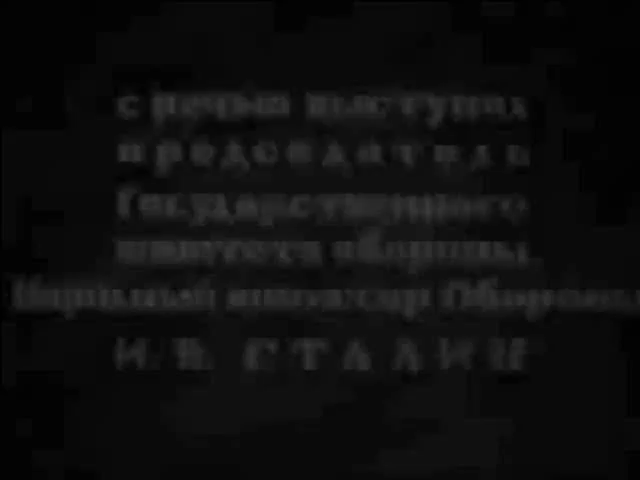 с речью выступил
председатель
Государственного
комитета обороны
Народный комиссар Обороны
И. В. СТАЛИН